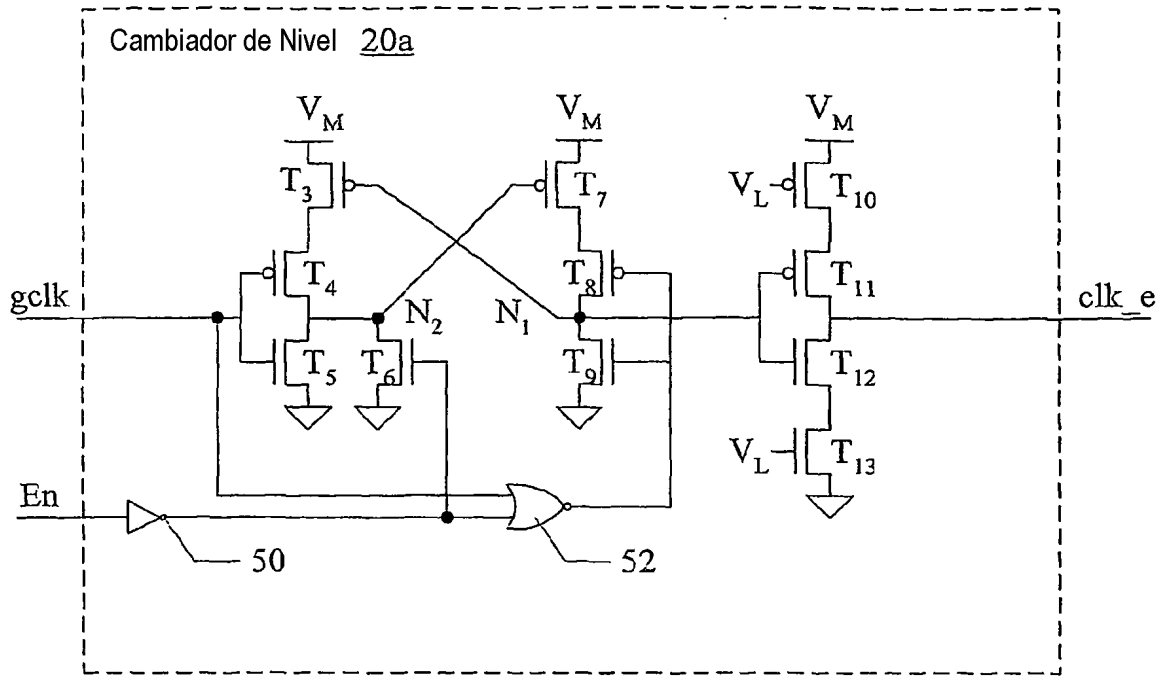 Cambiador de Nivel 20a
V_M V_M V_M
T_3 T_7 V_L T_10
T_4 T_8 T_11
gclk N_2 N_1 clk_e
T_5 T_6 T_9 T_12
V_L T_13
En
50 52